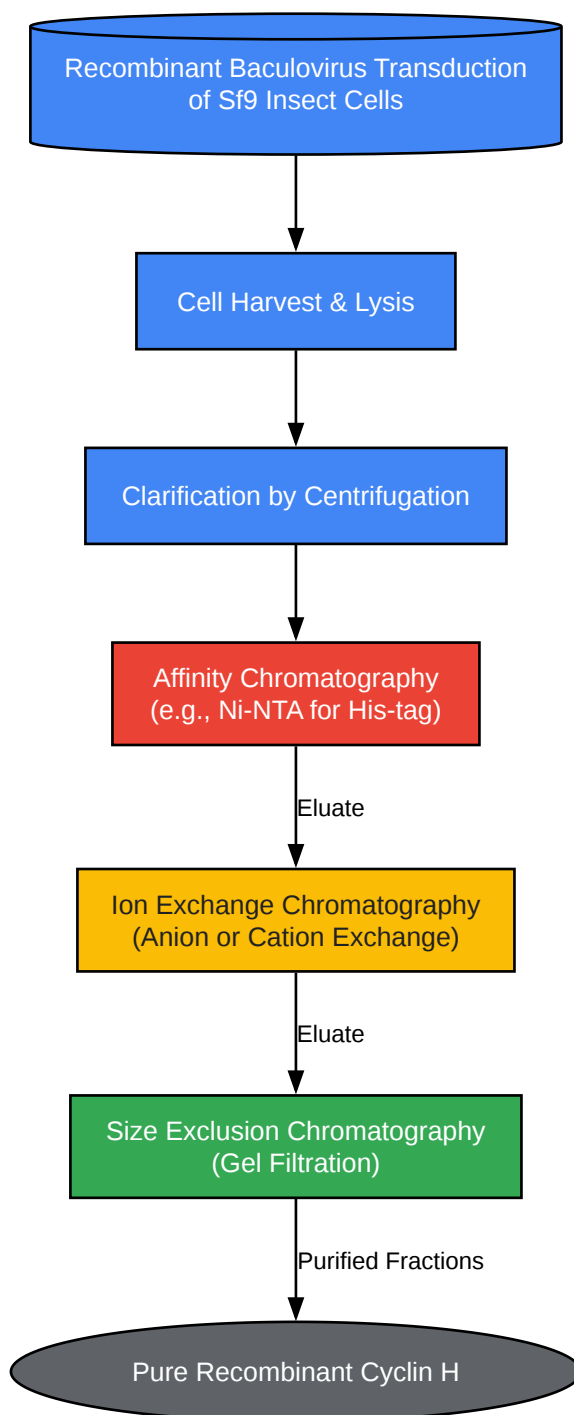 Recombinant Baculovirus Transduction
of Sf9 Insect Cells
Cell Harvest & Lysis
Clarification by Centrifugation
Affinity Chromatography
(e.g., Ni-NTA for His-tag)
Eluate
Ion Exchange Chromatography
(Anion or Cation Exchange)
Eluate
Size Exclusion Chromatography
(Gel Filtration)
Purified Fractions
Pure Recombinant Cyclin H